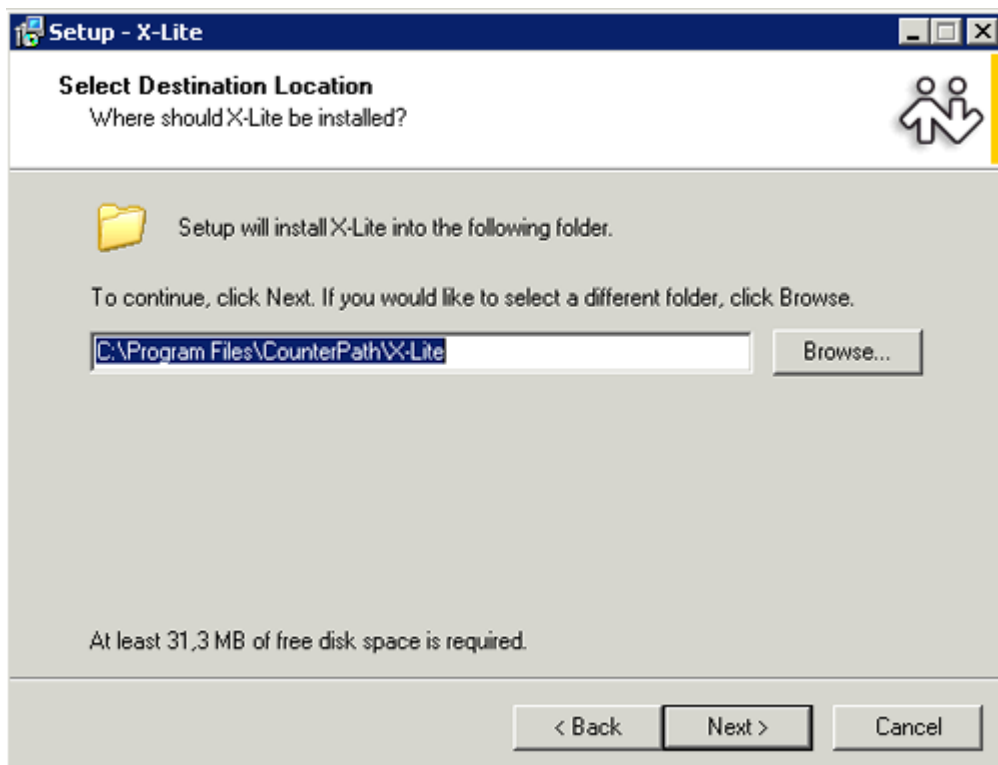 Setup - X-Lite
Select Destination Location
Where should X-Lite be installed?
Setup will install X-Lite into the following folder.
To continue, click Next. If you would like to select a different folder, click Browse.
C:\Program Files\CounterPath\X-Lite
Browse...
At least 31,3 MB of free disk space is required.
< Back
Next >
Cancel